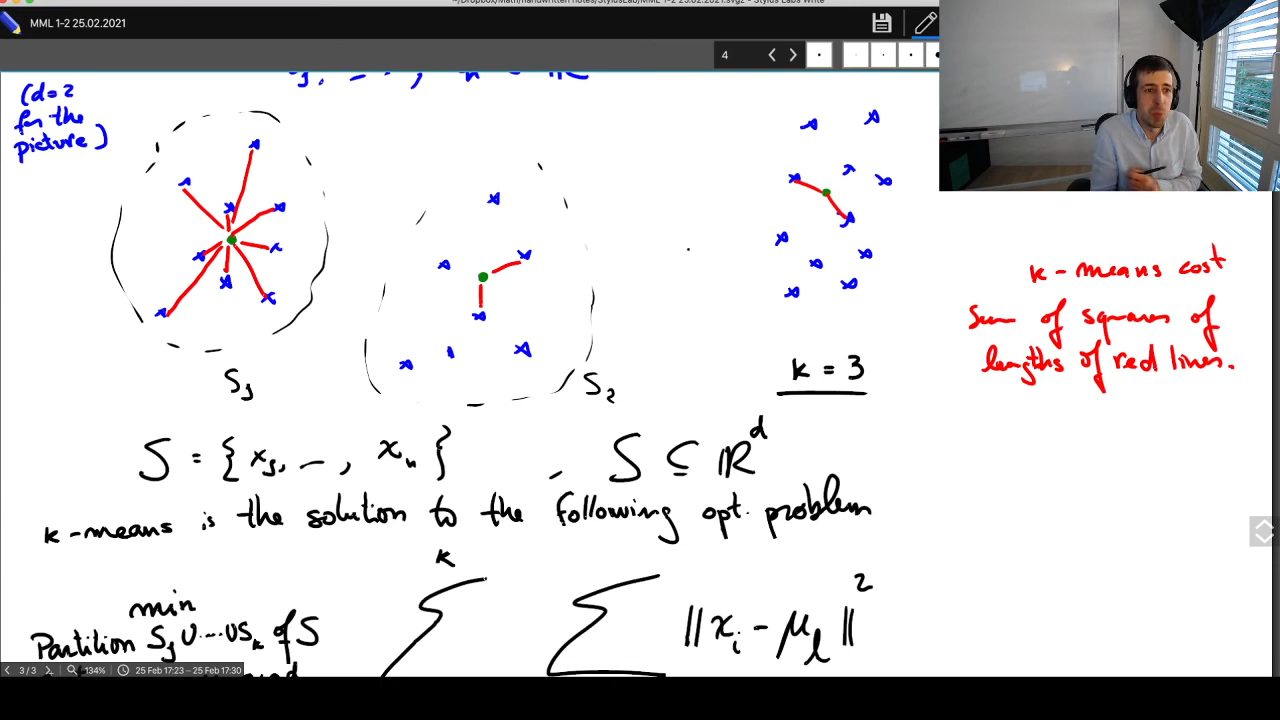 MML 1-2 25.02.2021
4
(d=2
for the
picture)
k-means cost
Sum of squares of
lengths of red lines.
k = 3
S1
S2
S = {x1, ..., xn}, S ⊆ ℝ^d
k-means is the solution to the following opt. problem
k
min
Partition S1 ∪ ... ∪ Sk of S
Σ Σ ||xi - μl||²
3/3
134%
25 Feb 17:23 – 25 Feb 17:30